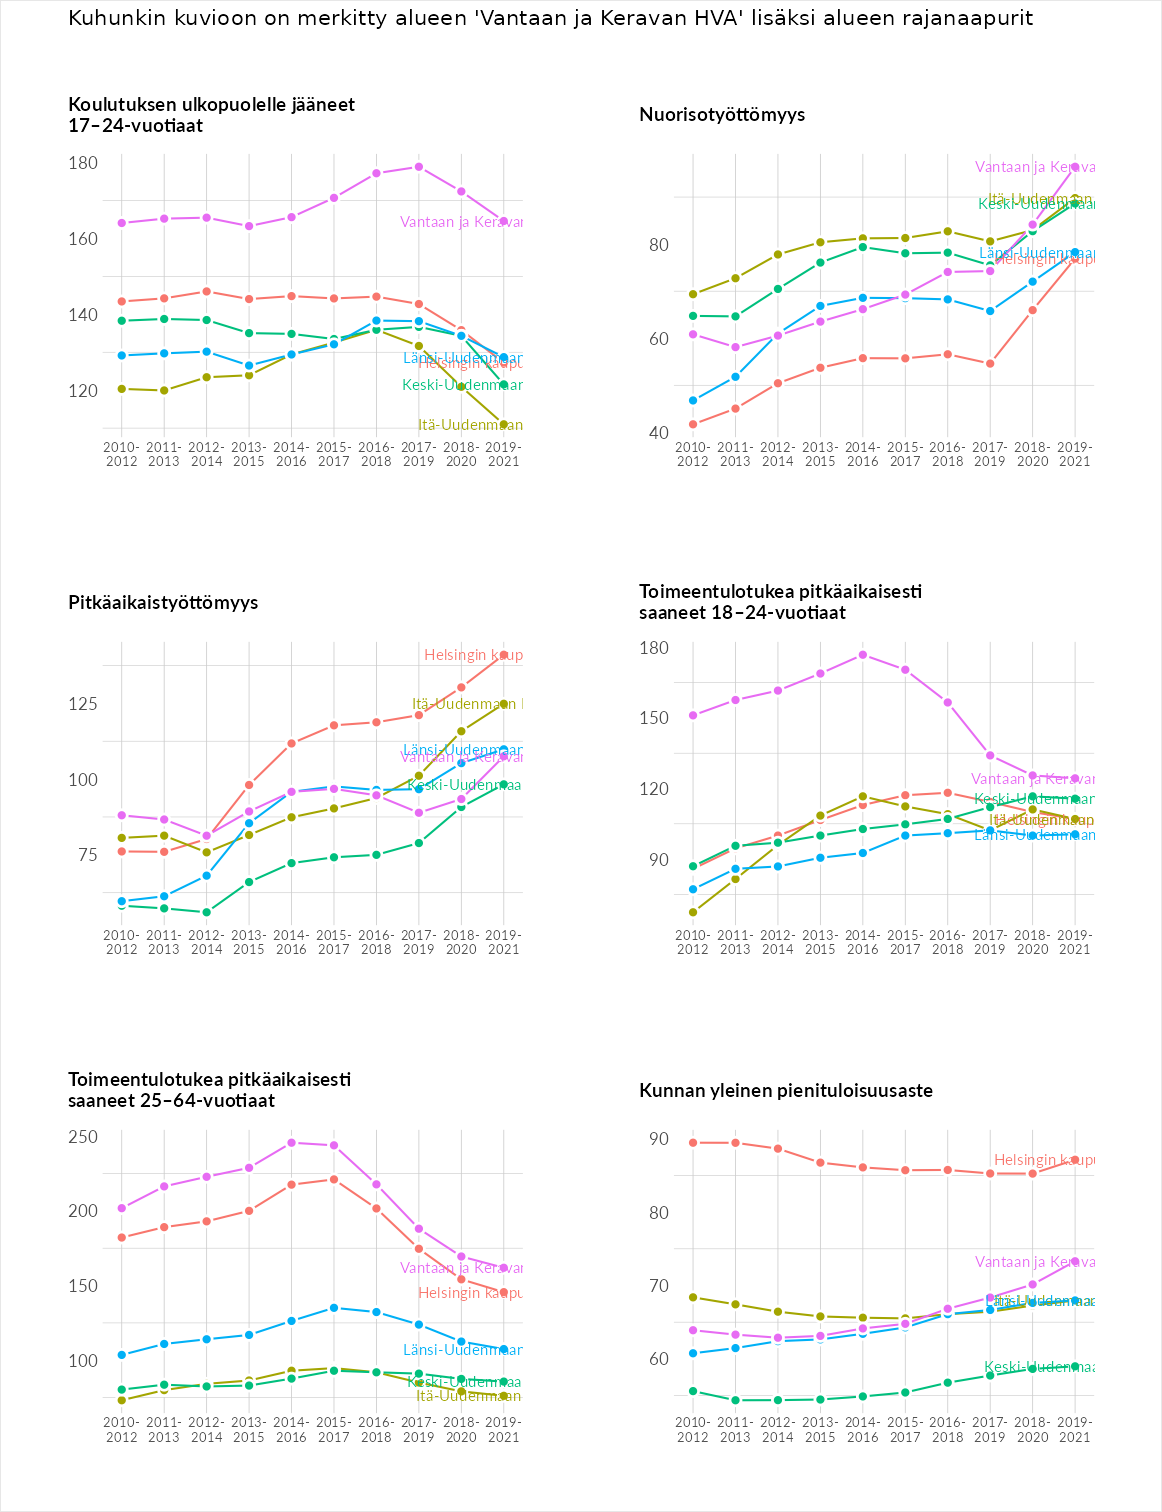 Kuhunkin kuvioon on merkitty alueen 'Vantaan ja Keravan HVA' lisäksi alueen rajanaapurit
Koulutuksen ulkopuolelle jääneet
17–24-vuotiaat
180
160
140
120
Vantaan ja Keravan
Länsi-Uudenmaan
Helsingin kaupu
Keski-Uudenmaan
Itä-Uudenmaan
2010- 2011- 2012- 2013- 2014- 2015- 2016- 2017- 2018- 2019-
2012 2013 2014 2015 2016 2017 2018 2019 2020 2021
Nuorisotyöttömyys
80
60
40
Vantaan ja Kerava
Itä-Uudenmaan
Keski-Uudenmaan
Länsi-Uudenmaan
Helsingin kaupu
2010- 2011- 2012- 2013- 2014- 2015- 2016- 2017- 2018- 2019-
2012 2013 2014 2015 2016 2017 2018 2019 2020 2021
Pitkäaikaistyöttömyys
125
100
75
Helsingin kaup
Itä-Uudenmaan
Länsi-Uudenmaan
Vantaan ja Keravan
Keski-Uudenmaa
2010- 2011- 2012- 2013- 2014- 2015- 2016- 2017- 2018- 2019-
2012 2013 2014 2015 2016 2017 2018 2019 2020 2021
Toimeentulotukea pitkäaikaisesti
saaneet 18–24-vuotiaat
180
150
120
90
Vantaan ja Keravan
Keski-Uudenmaan
Itä-Uudenmaan
Helsingin kaup
Länsi-Uudenmaan
2010- 2011- 2012- 2013- 2014- 2015- 2016- 2017- 2018- 2019-
2012 2013 2014 2015 2016 2017 2018 2019 2020 2021
Toimeentulotukea pitkäaikaisesti
saaneet 25–64-vuotiaat
250
200
150
100
Vantaan ja Keravan
Helsingin kaupu
Länsi-Uudenmaan
Keski-Uudenmaa
Itä-Uudenmaan
2010- 2011- 2012- 2013- 2014- 2015- 2016- 2017- 2018- 2019-
2012 2013 2014 2015 2016 2017 2018 2019 2020 2021
Kunnan yleinen pienituloisuusaste
90
80
70
60
Helsingin kaupu
Vantaan ja Kerava
Länsi-Uudenmaa
Keski-Uudenmaa
2010- 2011- 2012- 2013- 2014- 2015- 2016- 2017- 2018- 2019-
2012 2013 2014 2015 2016 2017 2018 2019 2020 2021